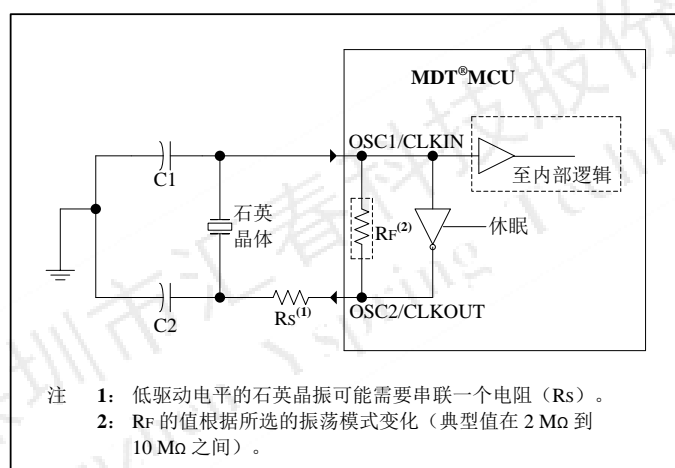 MDT®MCU
OSC1/CLKIN
C1
至内部逻辑
石英
晶体
RF(2)
休眠
C2
Rs(1)
OSC2/CLKOUT
注 1： 低驱动电平的石英晶振可能需要串联一个电阻（Rs）。
2： RF 的值根据所选的振荡模式变化（典型值在 2 MΩ 到
10 MΩ 之间）。